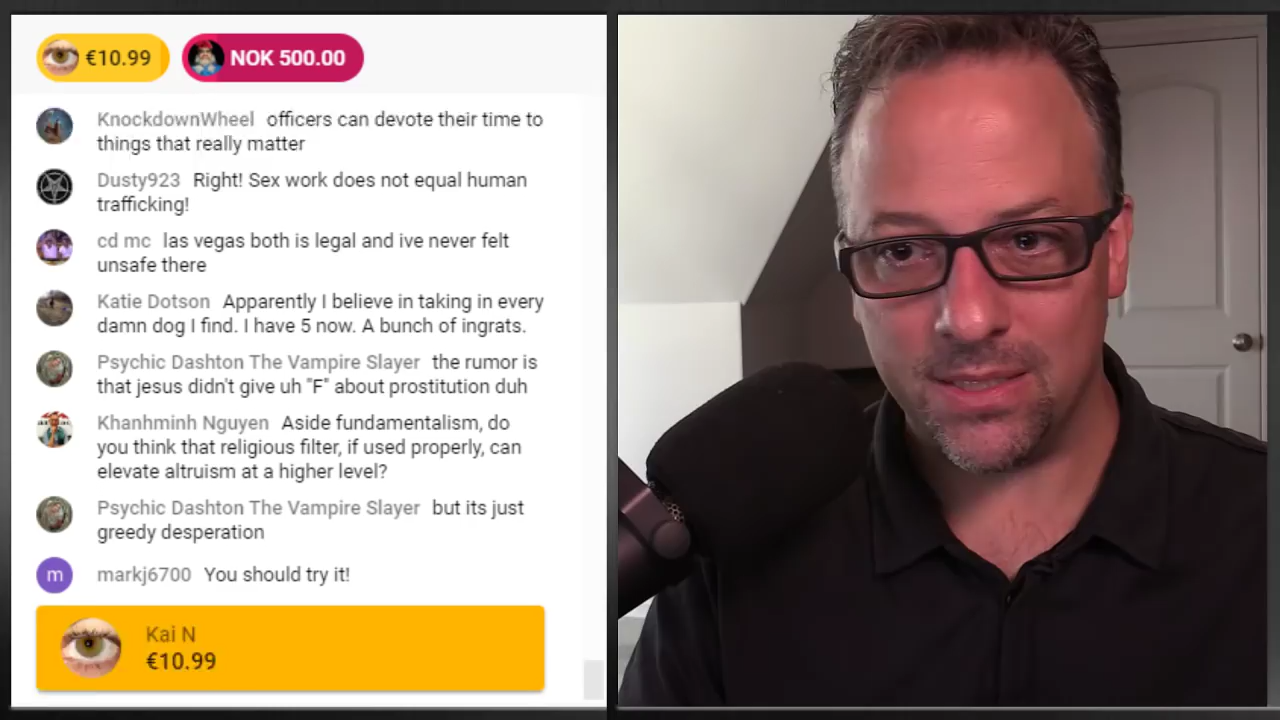 €10.99 NOK 500.00
KnockdownWheel officers can devote their time to
things that really matter
Dusty923 Right! Sex work does not equal human
trafficking!
cd mc las vegas both is legal and ive never felt
unsafe there
Katie Dotson Apparently I believe in taking in every
damn dog I find. I have 5 now. A bunch of ingrats.
Psychic Dashton The Vampire Slayer the rumor is
that jesus didn't give uh "F" about prostitution duh
Khanhminh Nguyen Aside fundamentalism, do
you think that religious filter, if used properly, can
elevate altruism at a higher level?
Psychic Dashton The Vampire Slayer but its just
greedy desperation
m markj6700 You should try it!
Kai N
€10.99